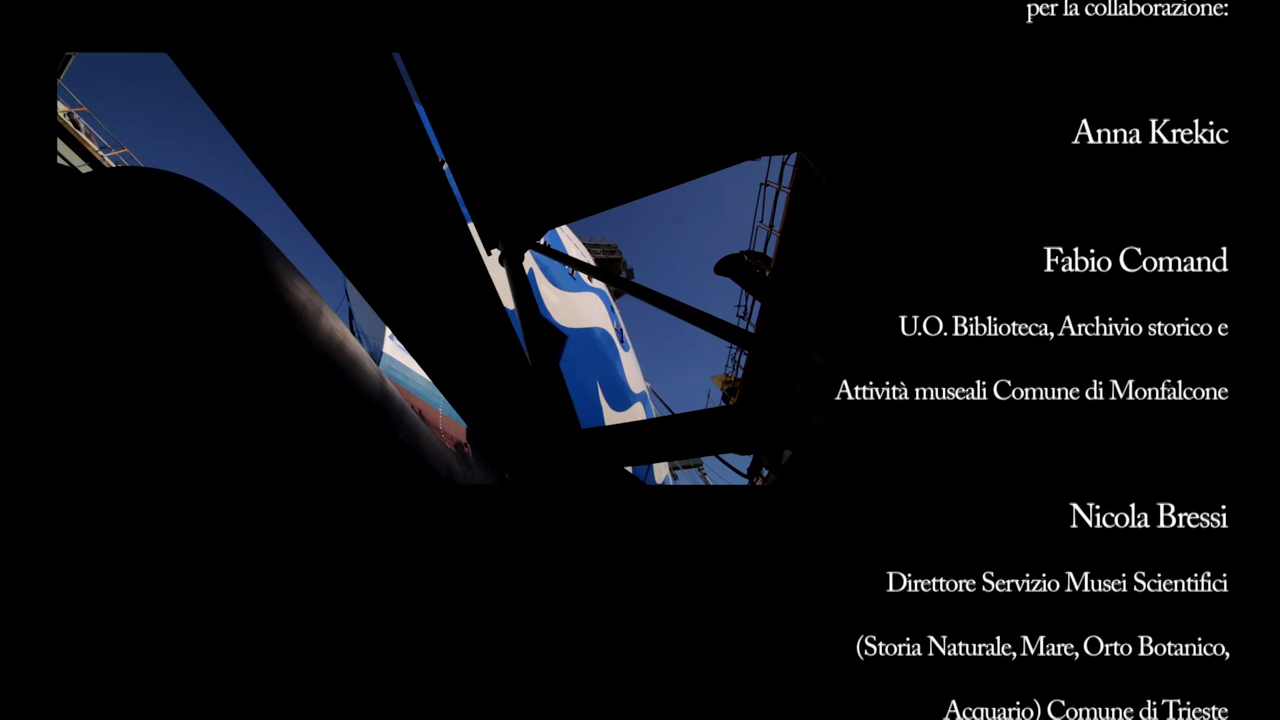 per la collaborazione:
Anna Krekic
Fabio Comand
U.O. Biblioteca, Archivio storico e
Attività museali Comune di Monfalcone
Nicola Bressi
Direttore Servizio Musei Scientifici
(Storia Naturale, Mare, Orto Botanico,
Acquario) Comune di Trieste